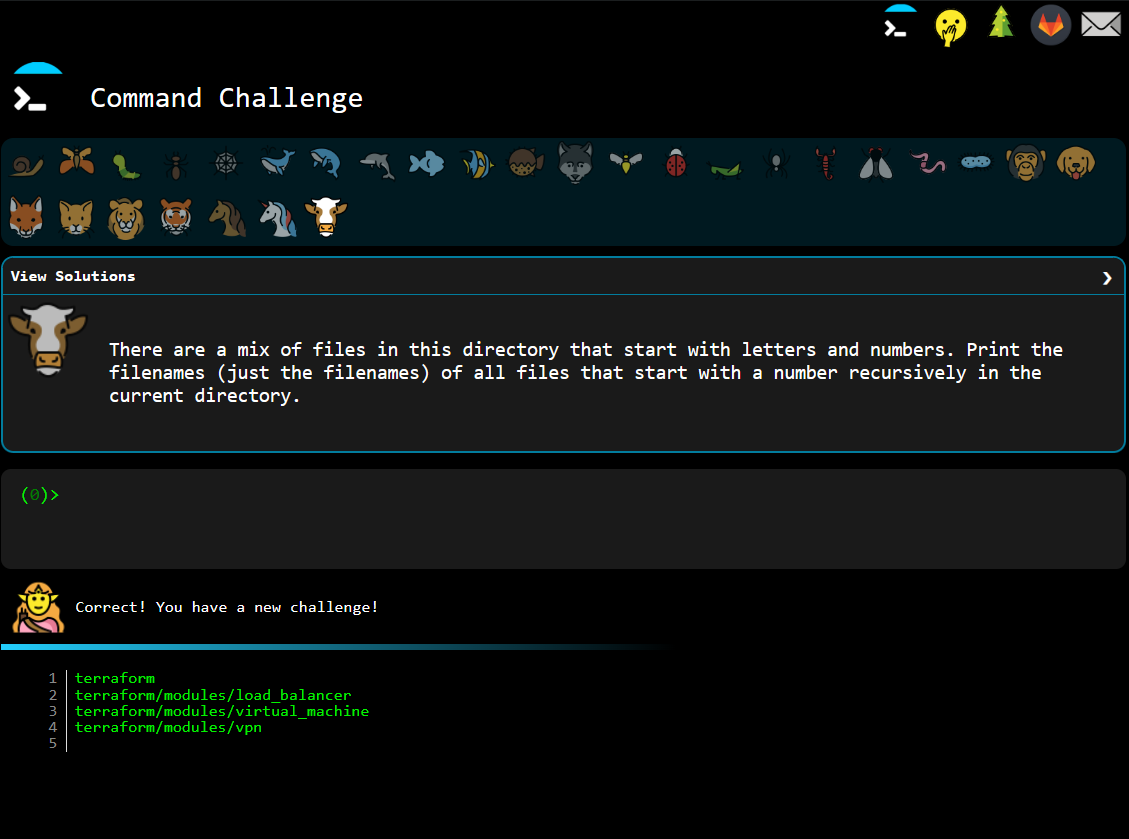 Command Challenge
View Solutions
There are a mix of files in this directory that start with letters and numbers. Print the
filenames (just the filenames) of all files that start with a number recursively in the
current directory.
(0)>
Correct! You have a new challenge!
1 terraform
2 terraform/modules/load_balancer
3 terraform/modules/virtual_machine
4 terraform/modules/vpn
5